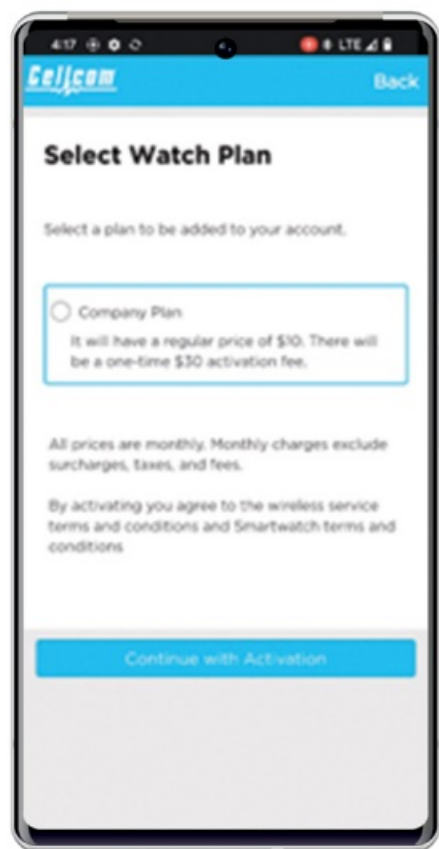 4:17
LTE
Cellcom
Back
Select Watch Plan
Select a plan to be added to your account.
Company Plan
It will have a regular price of $10. There will
be a one-time $30 activation fee.
All prices are monthly. Monthly charges exclude
surcharges, taxes, and fees.
By activating you agree to the wireless service
terms and conditions and Smartwatch terms and
conditions
Continue with Activation